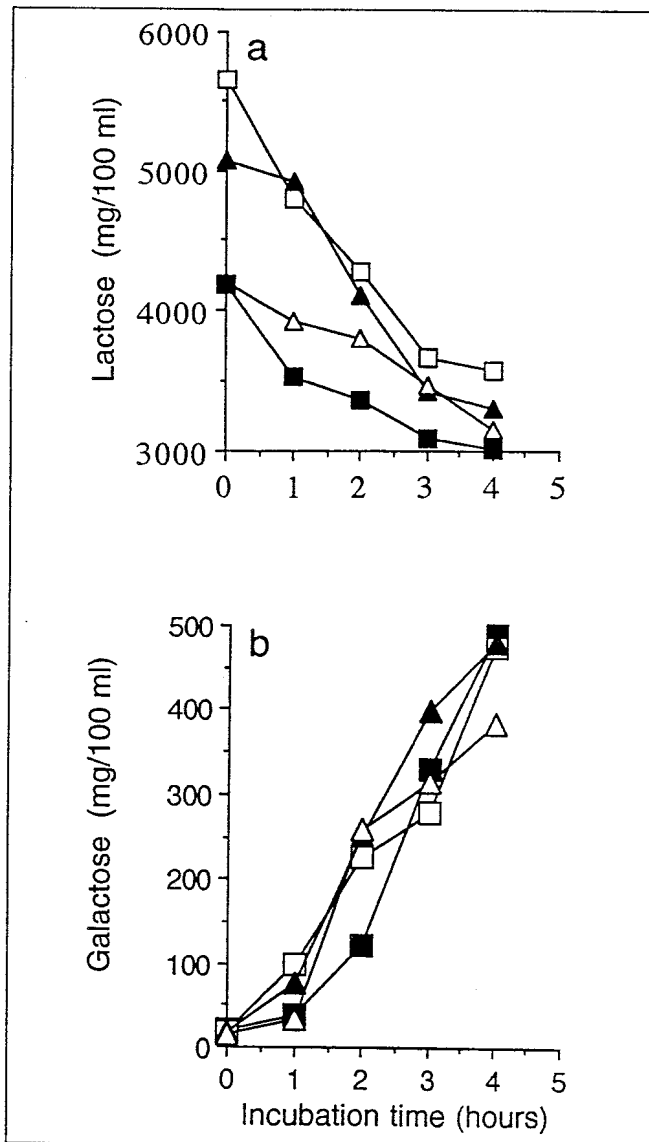 a
Lactose (mg/100 ml)
6000
5000
4000
3000
0 1 2 3 4 5
b
Galactose (mg/100 ml)
500
400
300
200
100
0
0 1 2 3 4 5
Incubation time (hours)